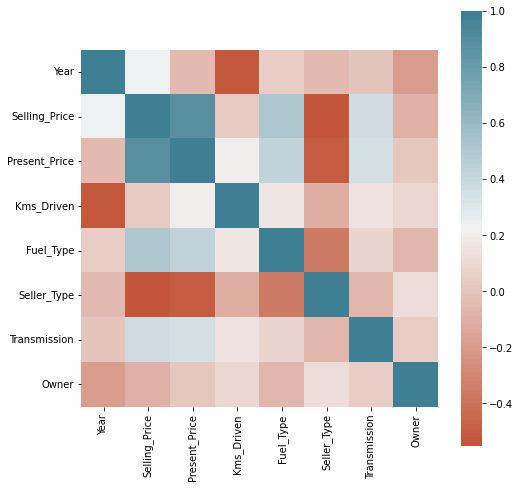 Year
Selling_Price
Present_Price
Kms_Driven
Fuel_Type
Seller_Type
Transmission
Owner
Year
Selling_Price
Present_Price
Kms_Driven
Fuel_Type
Seller_Type
Transmission
Owner
1.0
0.8
0.6
0.4
0.2
0.0
−0.2
−0.4